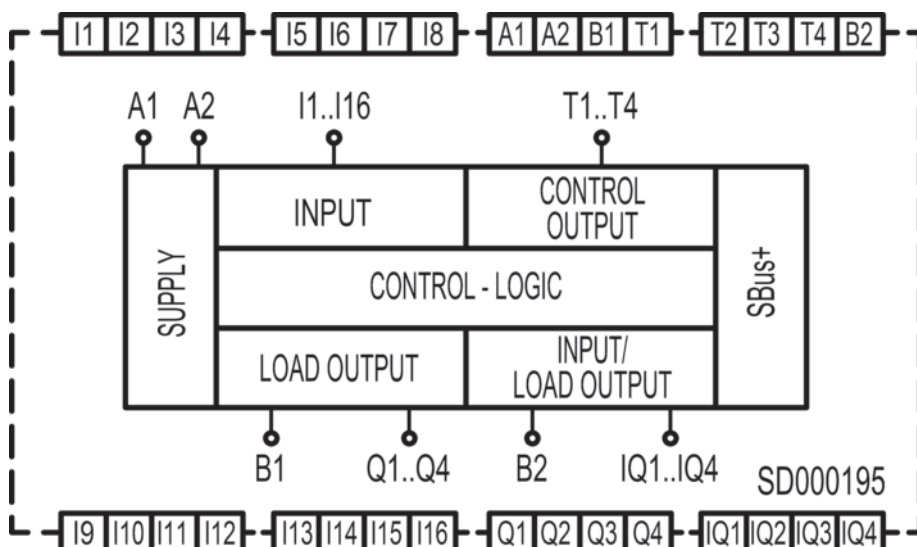 I1 I2 I3 I4 I5 I6 I7 I8 A1 A2 B1 T1 T2 T3 T4 B2
A1 A2 I1..I16 T1..T4
SUPPLY
INPUT
CONTROL
OUTPUT
CONTROL - LOGIC
LOAD OUTPUT
INPUT/
LOAD OUTPUT
SBus+
B1 Q1..Q4 B2 IQ1..IQ4
SD000195
I9 I10 I11 I12 I13 I14 I15 I16 Q1 Q2 Q3 Q4 IQ1 IQ2 IQ3 IQ4